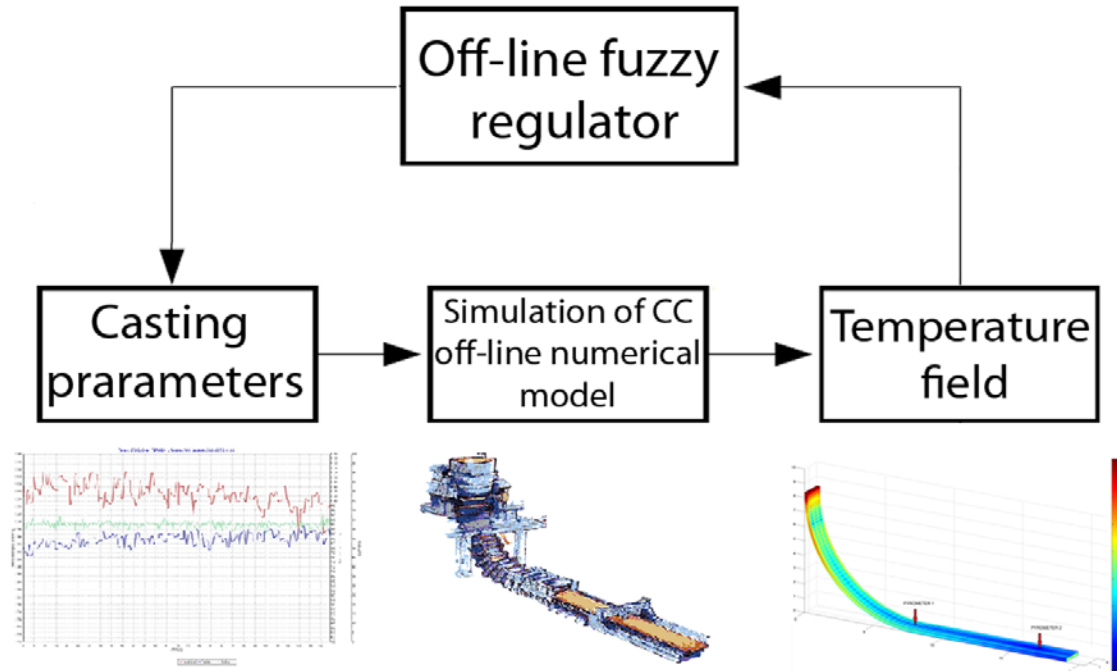 Off-line fuzzy
regulator
Casting
prarameters
Simulation of CC
off-line numerical
model
Temperature
field
PYROMETER 1
PYROMETER 2